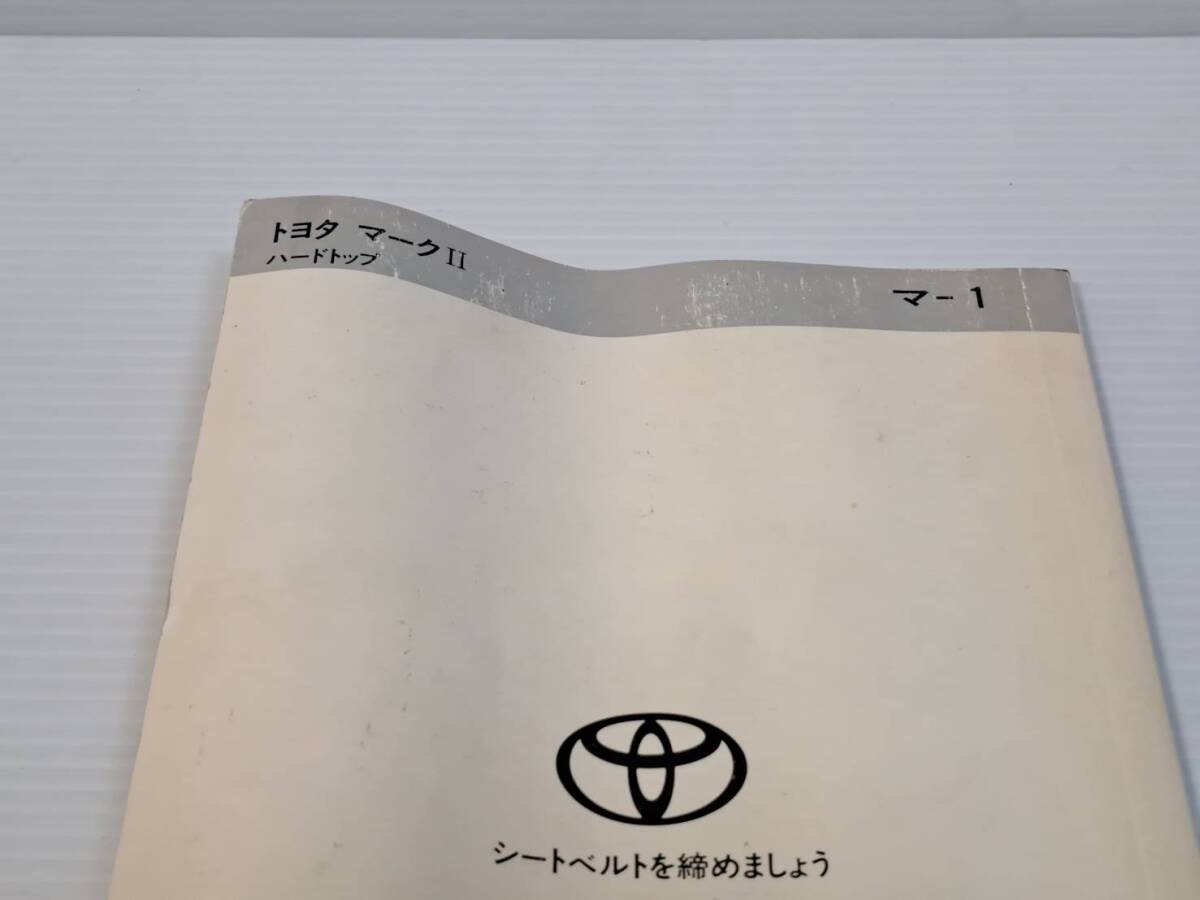 トヨタ マークII
ハードトップ
マ-1
シートベルトを締めましょう